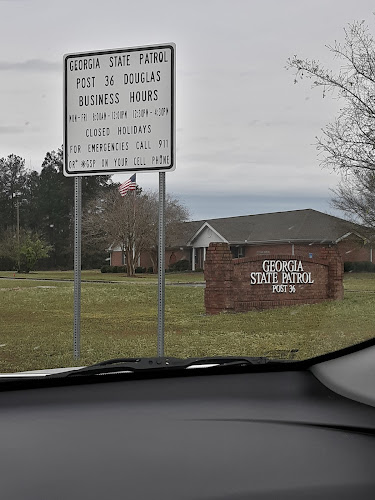 GEORGIA STATE PATROL
POST 36 DOUGLAS
BUSINESS HOURS
MON-FRI 8:00AM-12:00PM 12:30PM-4:30PM
CLOSED HOLIDAYS
FOR EMERGENCIES CALL 911
OR *MGSP ON YOUR CELL PHONE
GEORGIA
STATE PATROL
POST 36